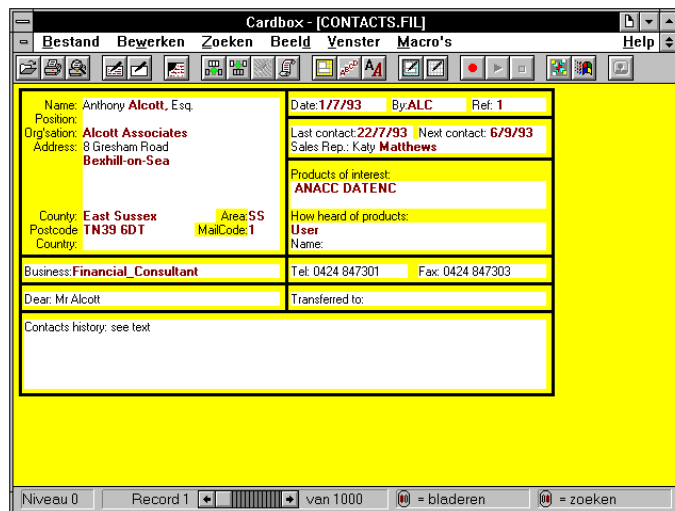 Cardbox - [CONTACTS.FIL]
Bestand Bewerken Zoeken Beeld Venster Macro's Help
Name: Anthony Alcott, Esq.
Position:
Org'sation: Alcott Associates
Address: 8 Gresham Road
Bexhill-on-Sea
County: East Sussex Area:SS
Postcode TN39 6DT MailCode:1
Country:
Date:1/7/93 By:ALC Ref: 1
Last contact:22/7/93 Next contact: 6/9/93
Sales Rep.: Katy Matthews
Products of interest:
ANACC DATENC
How heard of products:
User
Name:
Business:Financial_Consultant
Tel: 0424 847301 Fax: 0424 847303
Dear: Mr Alcott
Transferred to:
Contacts history: see text
Niveau 0 Record 1 van 1000 = bladeren = zoeken